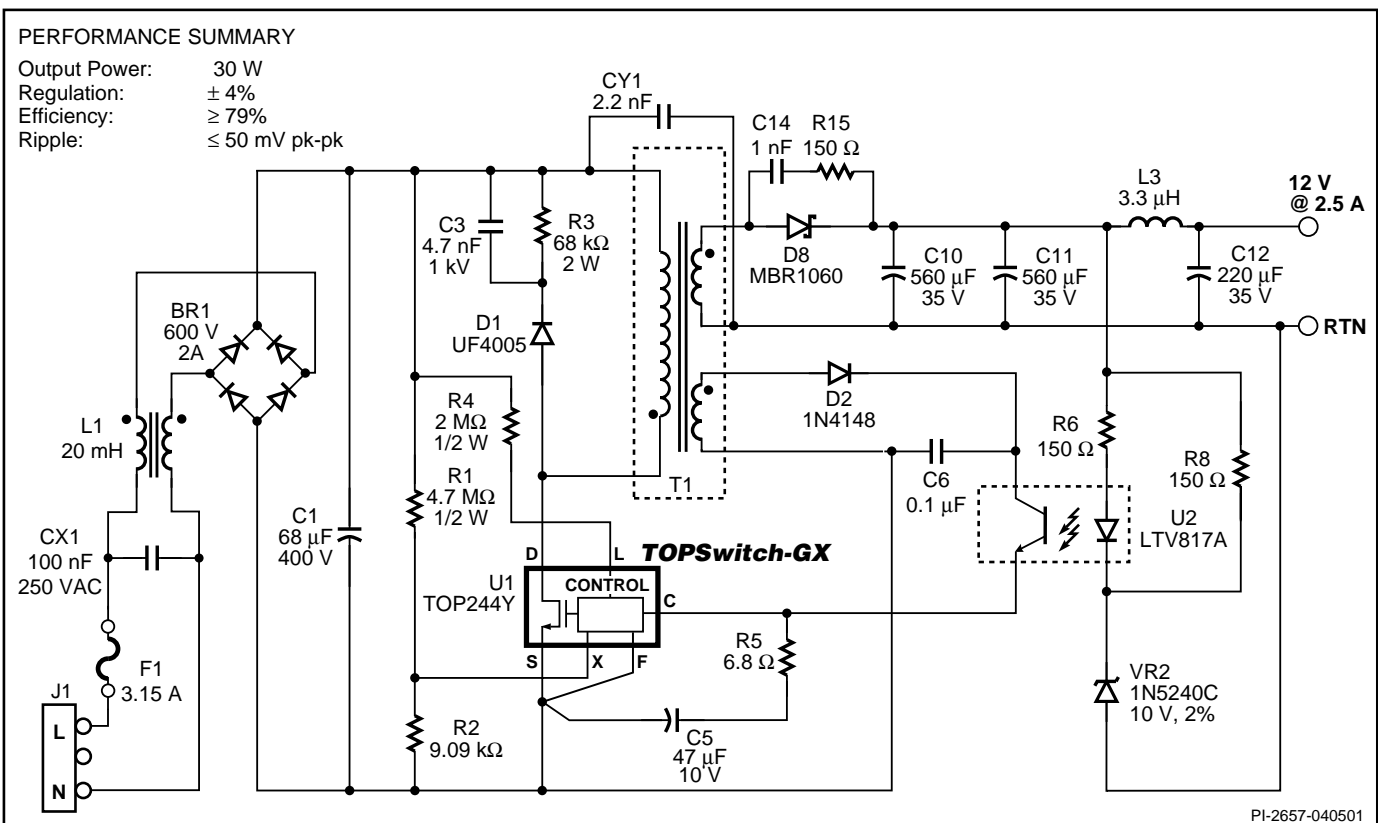 PERFORMANCE SUMMARY
Output Power: 30 W
Regulation: ± 4%
Efficiency: ≥ 79%
Ripple: ≤ 50 mV pk-pk
CY1
2.2 nF
C14
1 nF
R15
150 Ω
L3
3.3 µH
12 V
@ 2.5 A
C3
4.7 nF
1 kV
R3
68 kΩ
2 W
D8
MBR1060
C10
560 µF
35 V
C11
560 µF
35 V
C12
220 µF
35 V
BR1
600 V
2A
D1
UF4005
RTN
D2
1N4148
R4
2 MΩ
1/2 W
L1
20 mH
R6
150 Ω
R8
150 Ω
R1
4.7 MΩ
1/2 W
T1
C6
0.1 µF
C1
68 µF
400 V
CX1
100 nF
250 VAC
U2
LTV817A
D L TOPSwitch-GX
U1
TOP244Y
CONTROL
C
S X F
R5
6.8 Ω
F1
3.15 A
J1
L
N
VR2
1N5240C
10 V, 2%
R2
9.09 kΩ
C5
47 µF
10 V
PI-2657-040501